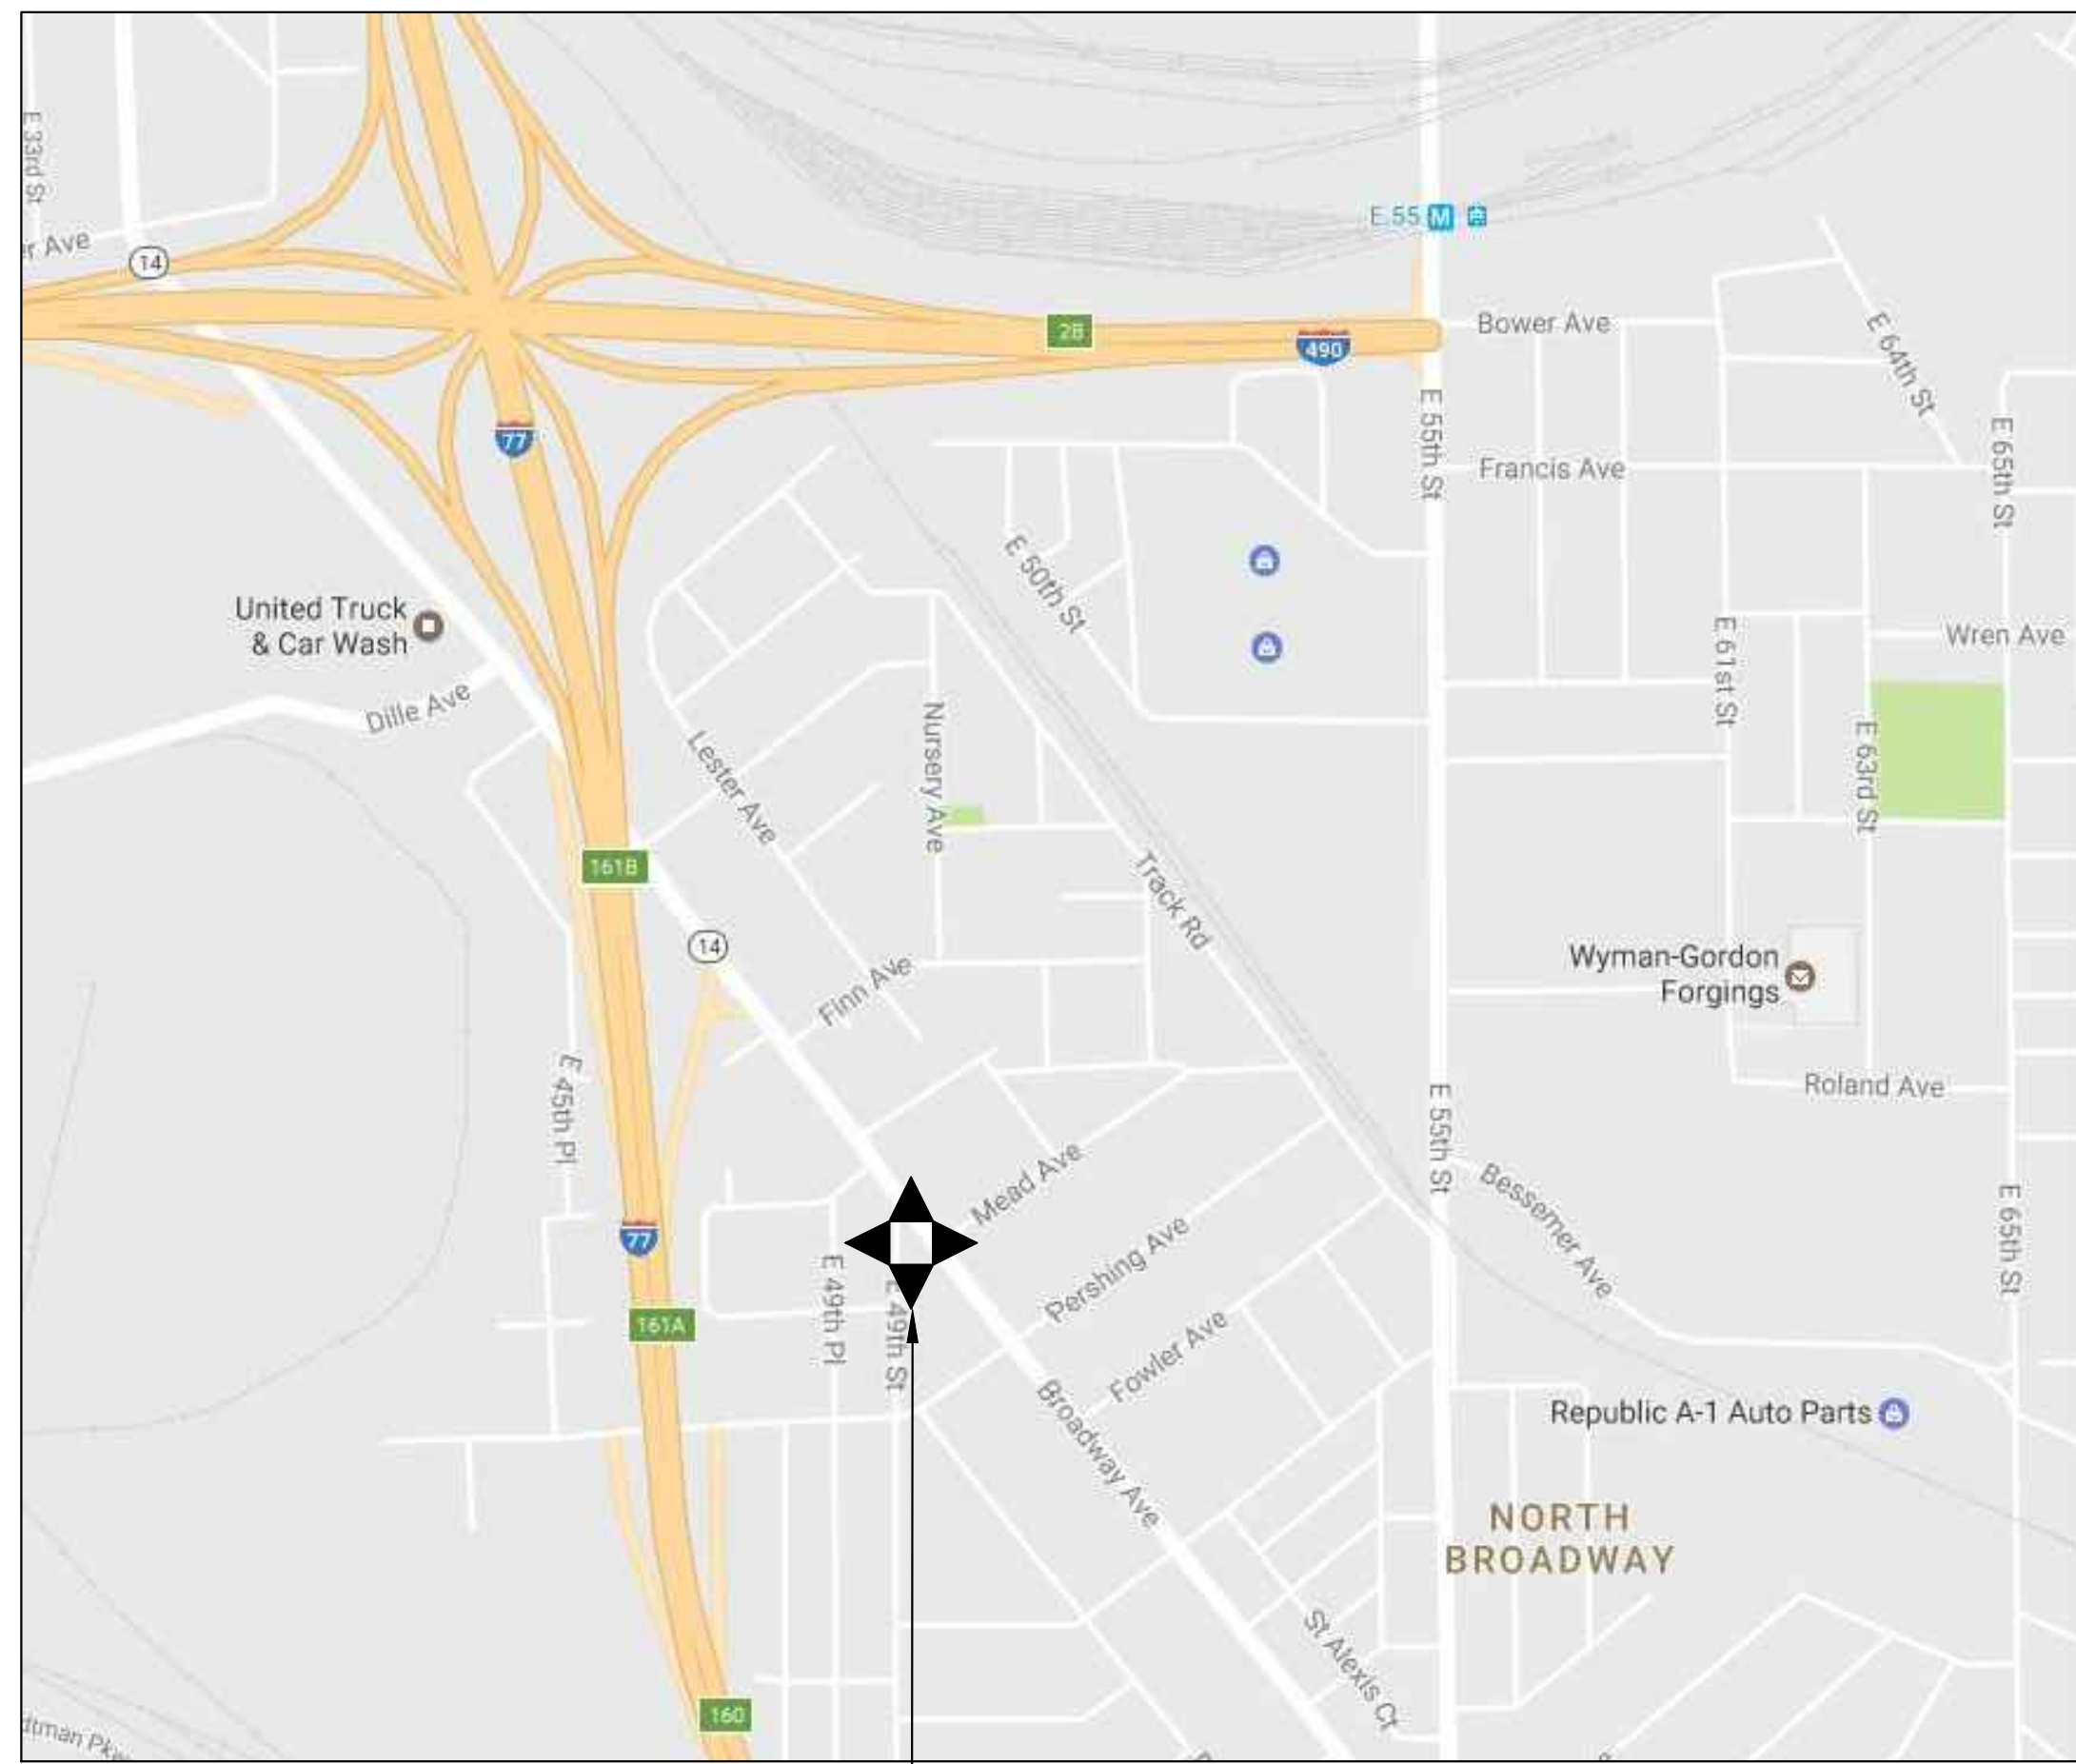 E 33rd St
er Ave
14
E 55 M
2B
490
Bower Ave
E 64th St
77
E 55th St
Francis Ave
E 65th St
E 50th St
United Truck
& Car Wash
Wren Ave
E 61st St
Dille Ave
Lester Ave
Nursery Ave
E 63rd St
161B
Track Rd
14
Finn Ave
Wyman-Gordon
Forgings
Roland Ave
E 45th Pl
E 55th St
Mead Ave
Bessemer Ave
77
Pershing Ave
E 65th St
161A
E 49th Pl
E 49th St
Fowler Ave
Broadway Ave
Republic A-1 Auto Parts
NORTH
BROADWAY
St Alexis Ct
160